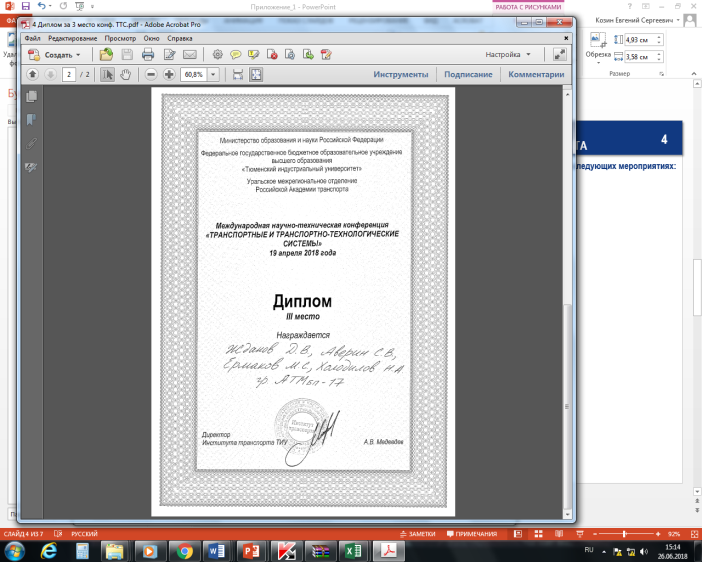 Приложение_1 - PowerPoint
РАБОТА С РИСУНКАМИ
Козин Евгений Сергеевич
4 Диплом за 3 место конф. ТТС.pdf - Adobe Acrobat Pro
Файл Редактирование Просмотр Окно Справка
Создать
Настройка
2 / 2
60,8%
Инструменты Подписание Комментарии
4,93 см
3,58 см
Обрезка
Размер
4
ледующих мероприятиях:
Министерство образования и науки Российской Федерации
Федеральное государственное бюджетное образовательное учреждение
высшего образования
«Тюменский индустриальный университет»
Уральское межрегиональное отделение
Российской Академии транспорта
Международная научно-техническая конференция
«ТРАНСПОРТНЫЕ И ТРАНСПОРТНО-ТЕХНОЛОГИЧЕСКИЕ
СИСТЕМЫ»
19 апреля 2018 года
Диплом
III место
Награждается
Жданов Д.В., Аверин С.В,
Ермаков М.С, Холодилов Н.А.
гр. АТМбп-17
Институт транспорта
Директор
Института транспорта ТИУ
А.В. Медведев
СЛАЙД 4 ИЗ 7 РУССКИЙ
ЗАМЕТКИ ПРИМЕЧАНИЯ
92%
RU
15:14
26.06.2018